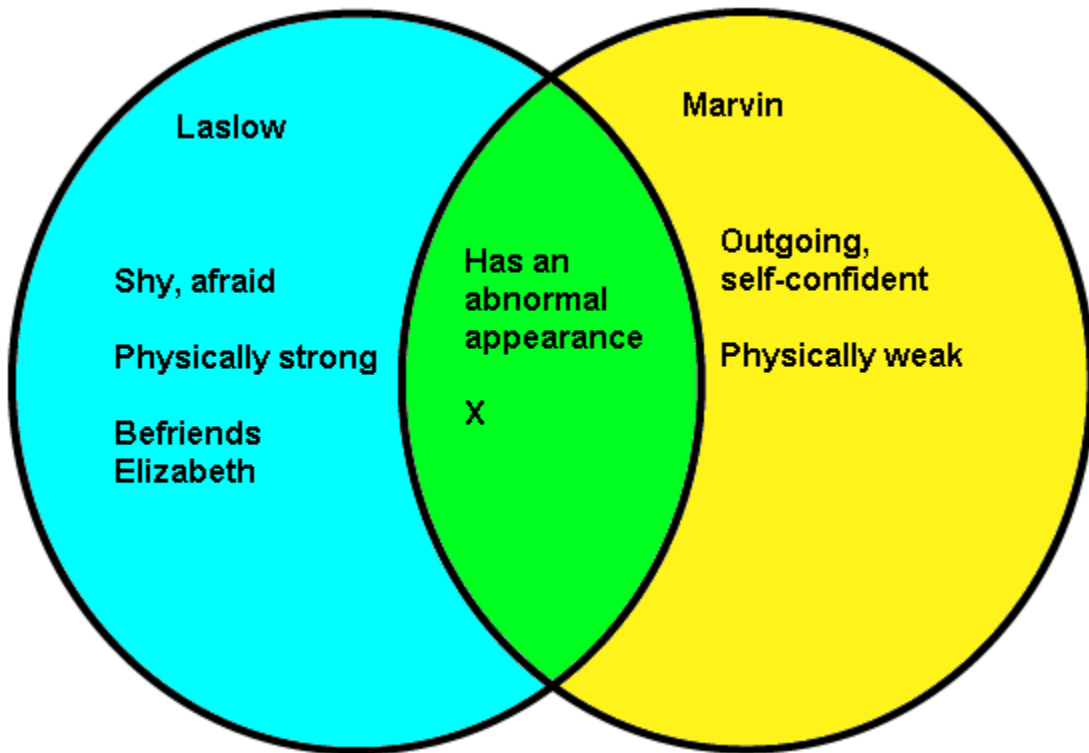 Laslow
Marvin
Shy, afraid
Physically strong
Befriends
Elizabeth
Has an
abnormal
appearance
X
Outgoing,
self-confident
Physically weak